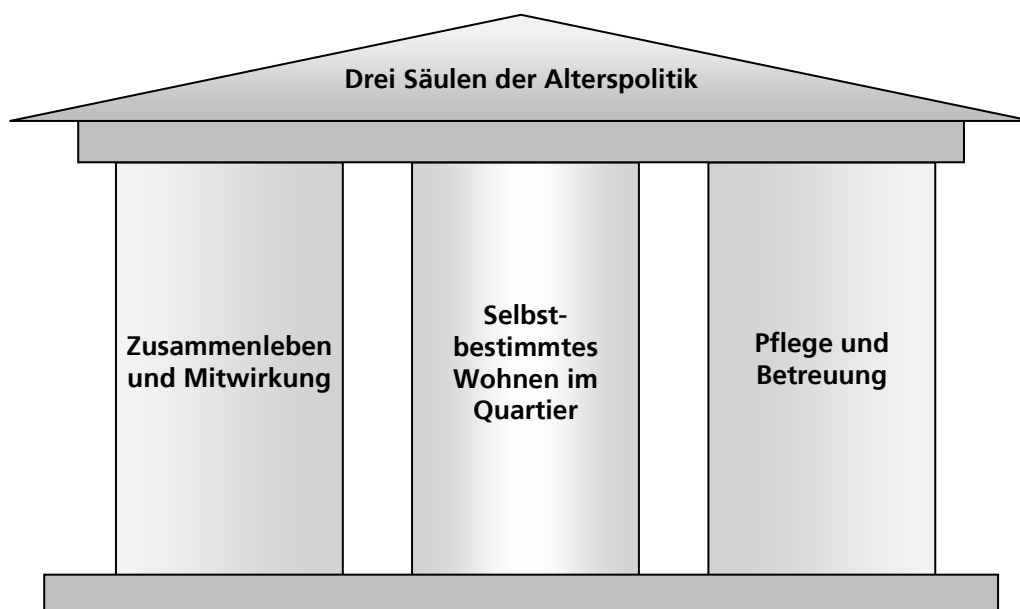 Drei Säulen der Alterspolitik
Zusammenleben
und Mitwirkung
Selbst-
bestimmtes
Wohnen im
Quartier
Pflege und
Betreuung